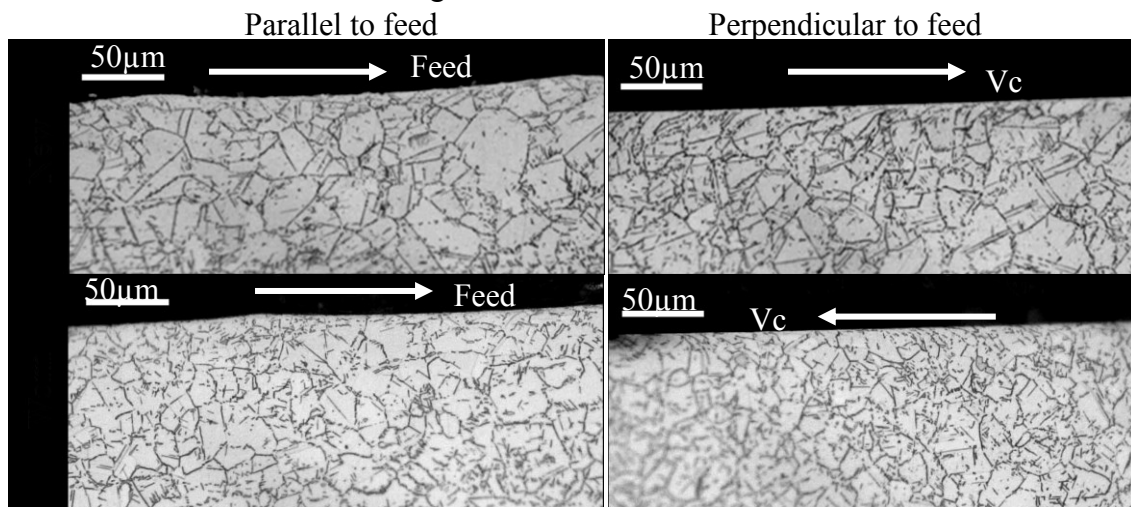 Parallel to feed
Perpendicular to feed
50µm
Feed
50µm
Vc
50µm
Feed
50µm
Vc